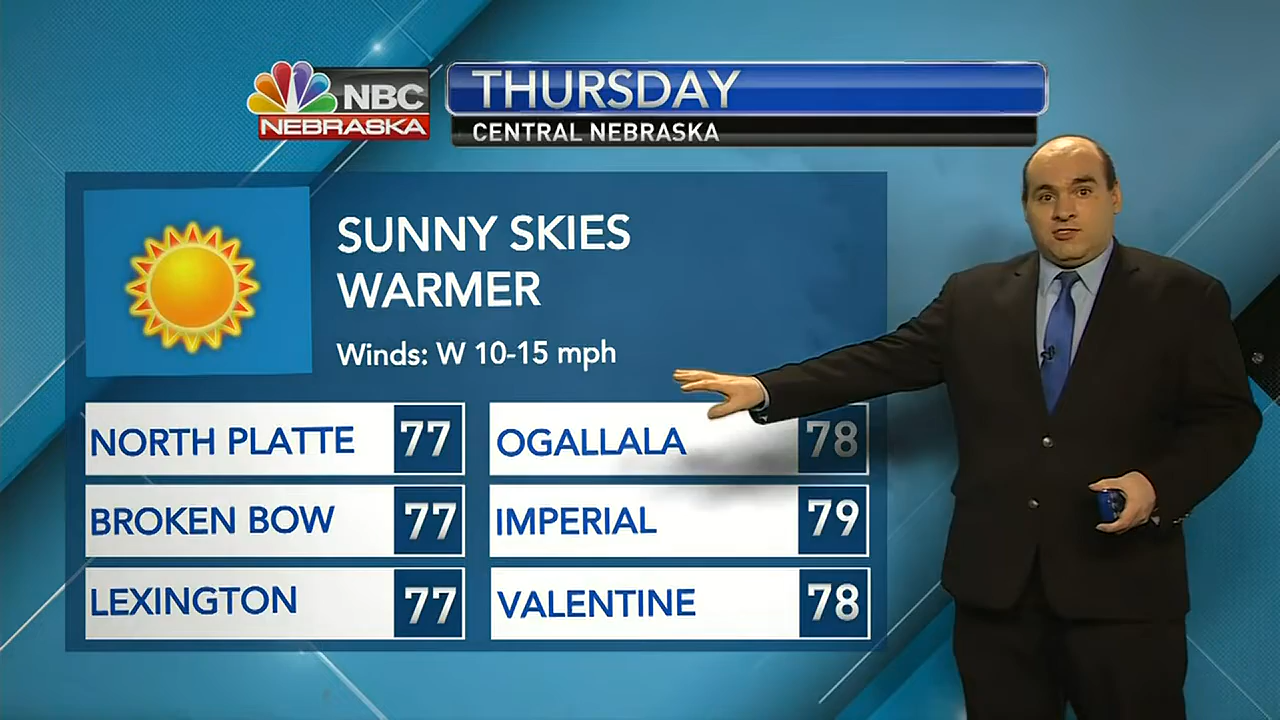 NBC
NEBRASKA
THURSDAY
CENTRAL NEBRASKA
SUNNY SKIES
WARMER
Winds: W 10-15 mph
NORTH PLATTE 77
OGALLALA 78
BROKEN BOW 77
IMPERIAL 79
LEXINGTON 77
VALENTINE 78